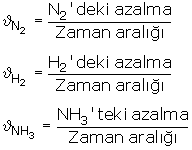 ϑN₂ = N₂'deki azalma / Zaman aralığı
ϑH₂ = H₂'deki azalma / Zaman aralığı
ϑNH₃ = NH₃'teki azalma / Zaman aralığı